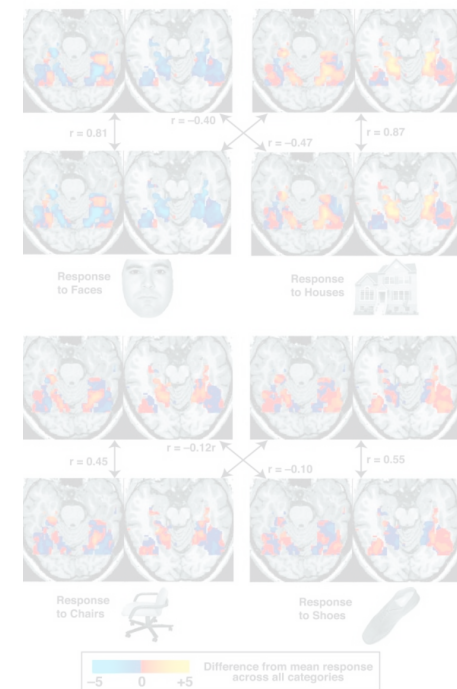 r = –0.40
r = 0.81
r = –0.47
r = 0.87
Response
to Faces
Response
to Houses
r = –0.12r
r = 0.45
r = –0.10
r = 0.55
Response
to Chairs
Response
to Shoes
Difference from mean response
across all categories
–5 0 +5